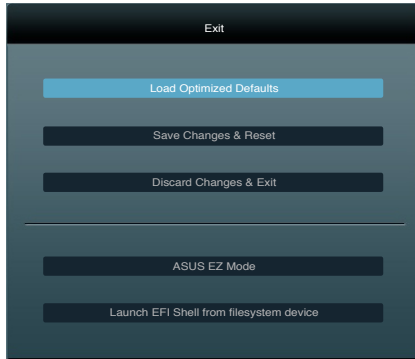 Exit
Load Optimized Defaults
Save Changes & Reset
Discard Changes & Exit
ASUS EZ Mode
Launch EFI Shell from filesystem device